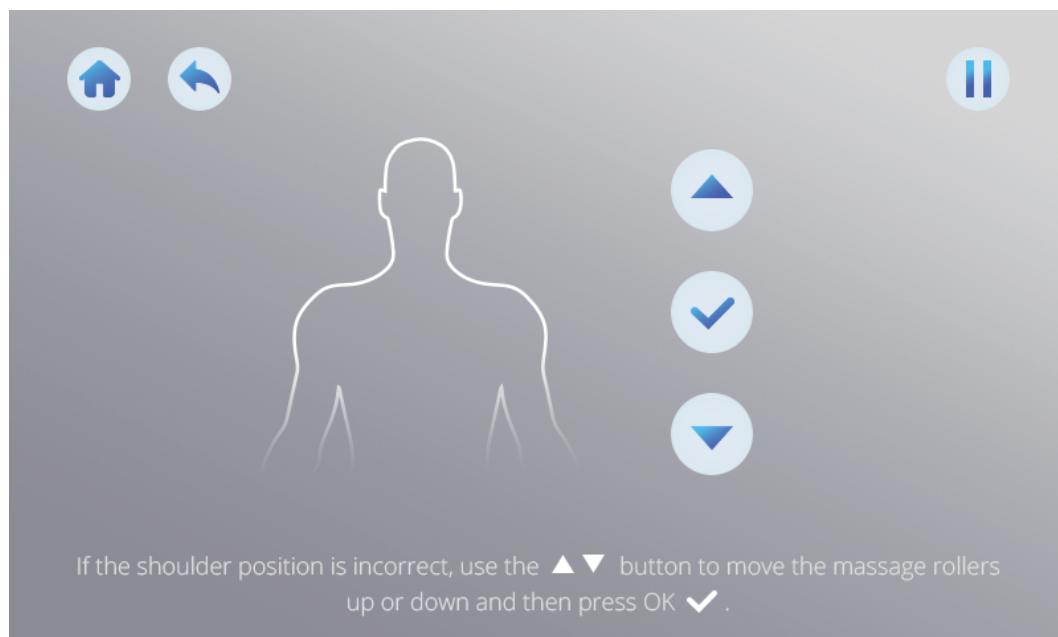 If the shoulder position is incorrect, use the ▲ ▼ button to move the massage rollers
up or down and then press OK ✔ .